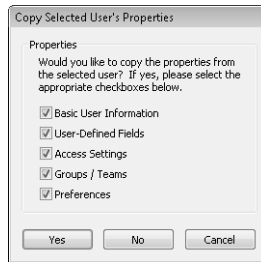 Copy Selected User's Properties
Properties
Would you like to copy the properties from
the selected user? If yes, please select the
appropriate checkboxes below.
Basic User Information
User-Defined Fields
Access Settings
Groups / Teams
Preferences
Yes No Cancel